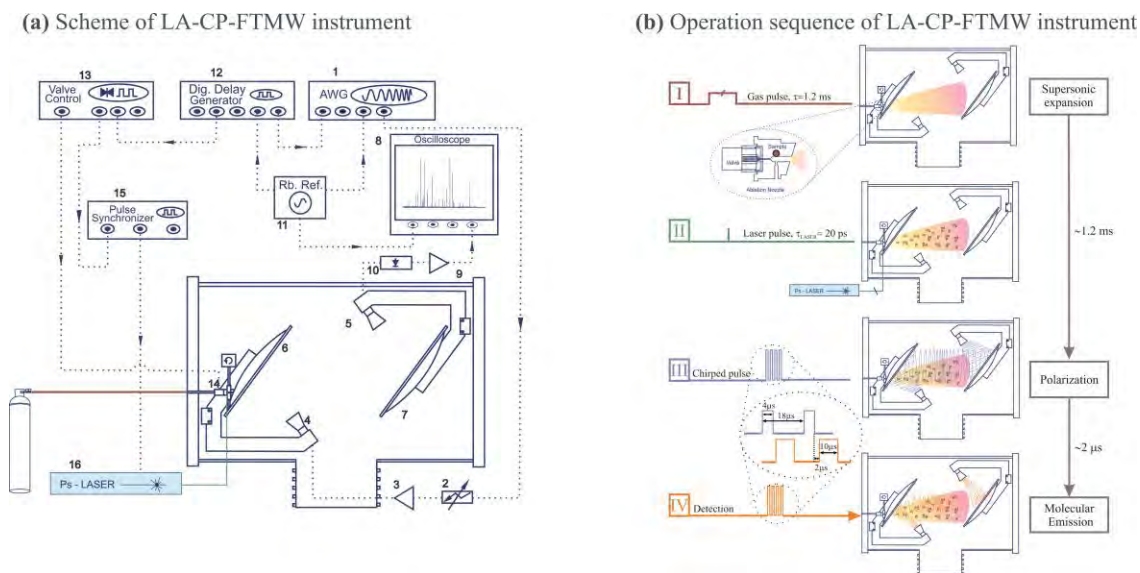 (a) Scheme of LA-CP-FTMW instrument
13
Valve
Control
12
Dig. Delay
Generator
1
AWG
8
Oscilloscope
Rb. Ref.
11
15
Pulse
Synchronizer
10
9
5
6
14
7
4
16
Ps - LASER
3
2
(b) Operation sequence of LA-CP-FTMW instrument
I
Gas pulse, τ=1.2 ms
Supersonic
expansion
Ablation Nozzle
II
Laser pulse, τLASER= 20 ps
~1.2 ms
Ps - LASER
III
Chirped pulse
Polarization
4µs
18µs
10µs
2µs
~2 µs
IV
Detection
Molecular
Emission